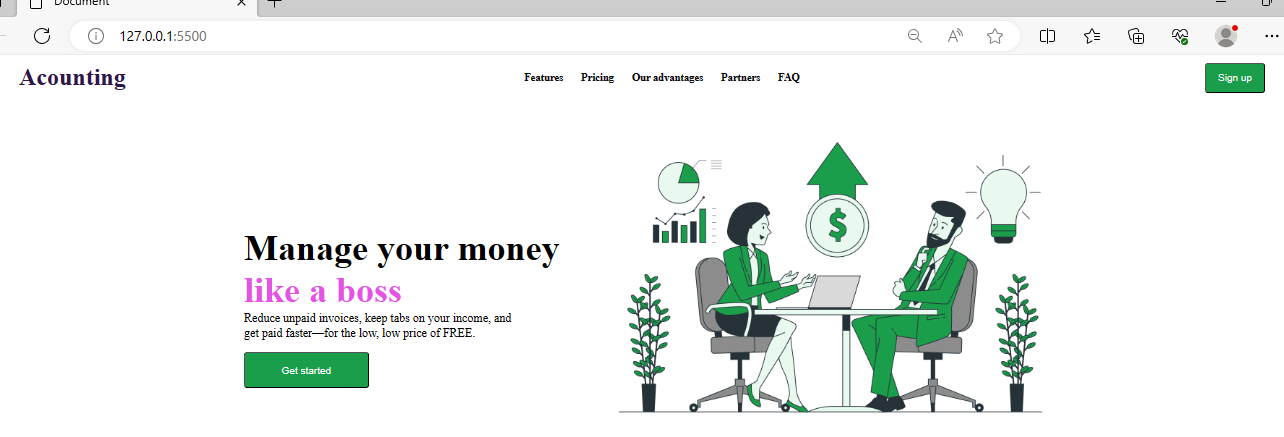 Document
127.0.0.1:5500
Acounting
Features Pricing Our advantages Partners FAQ
Sign up
$
Manage your money
like a boss
Reduce unpaid invoices, keep tabs on your income, and
get paid faster—for the low, low price of FREE.
Get started